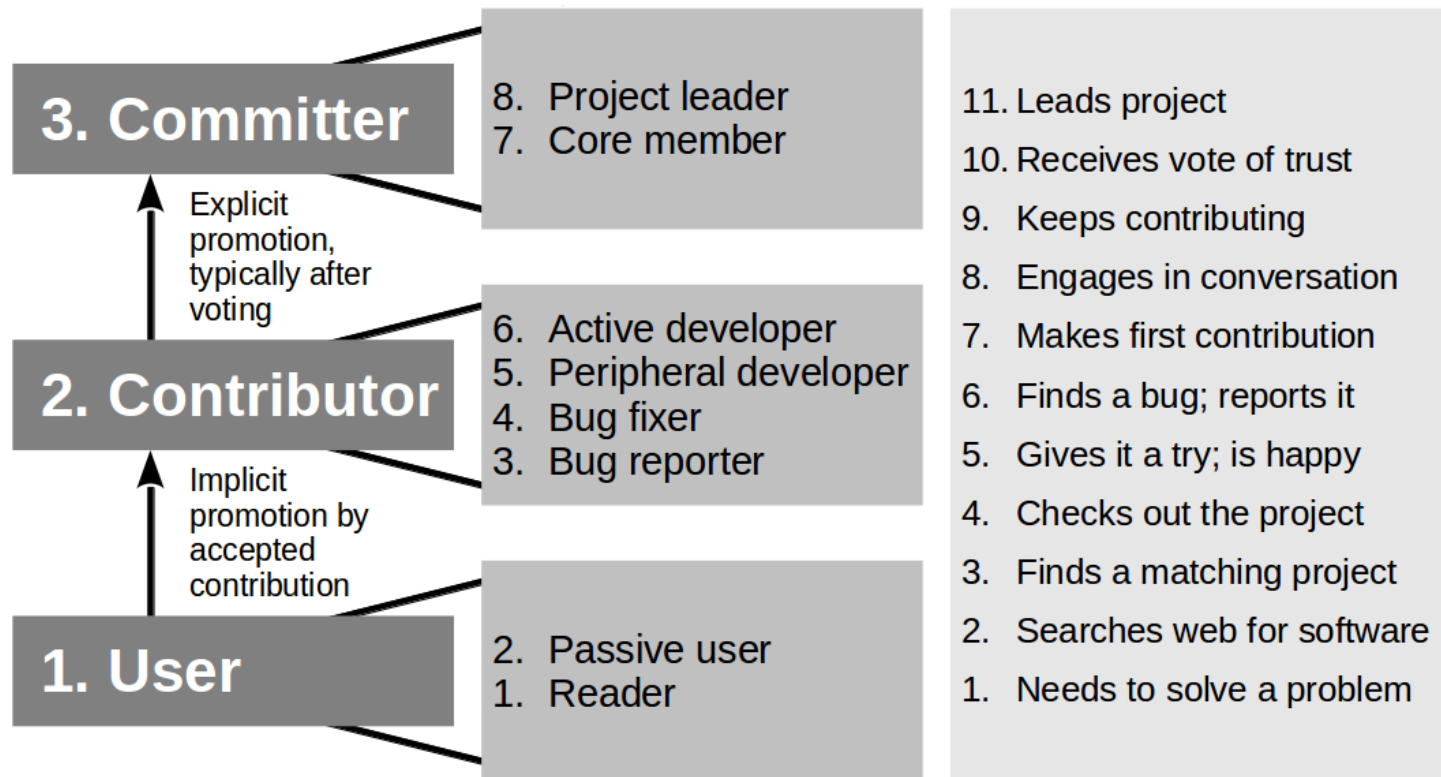 3. Committer
Explicit
promotion,
typically after
voting
2. Contributor
Implicit
promotion by
accepted
contribution
1. User
8. Project leader
7. Core member
6. Active developer
5. Peripheral developer
4. Bug fixer
3. Bug reporter
2. Passive user
1. Reader
11. Leads project
10. Receives vote of trust
9. Keeps contributing
8. Engages in conversation
7. Makes first contribution
6. Finds a bug; reports it
5. Gives it a try; is happy
4. Checks out the project
3. Finds a matching project
2. Searches web for software
1. Needs to solve a problem